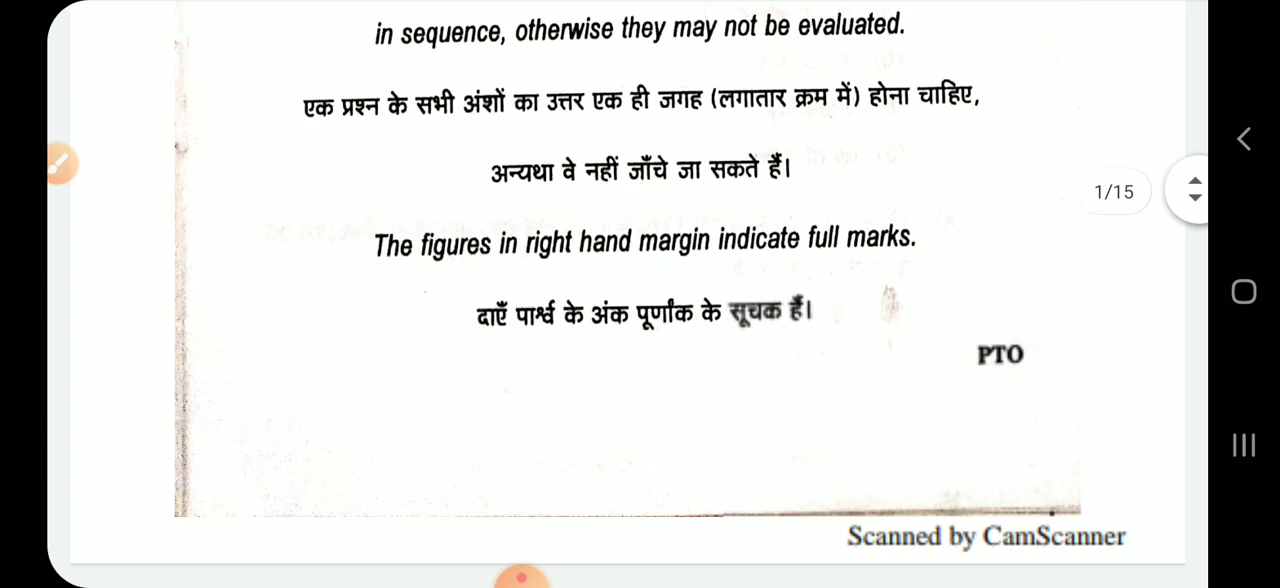 in sequence, otherwise they may not be evaluated.
एक प्रश्न के सभी अंशों का उत्तर एक ही जगह (लगातार क्रम में) होना चाहिए,
अन्यथा वे नहीं जाँचे जा सकते हैं।
1/15
The figures in right hand margin indicate full marks.
दाएँ पार्श्व के अंक पूर्णांक के सूचक हैं।
PTO
Scanned by CamScanner